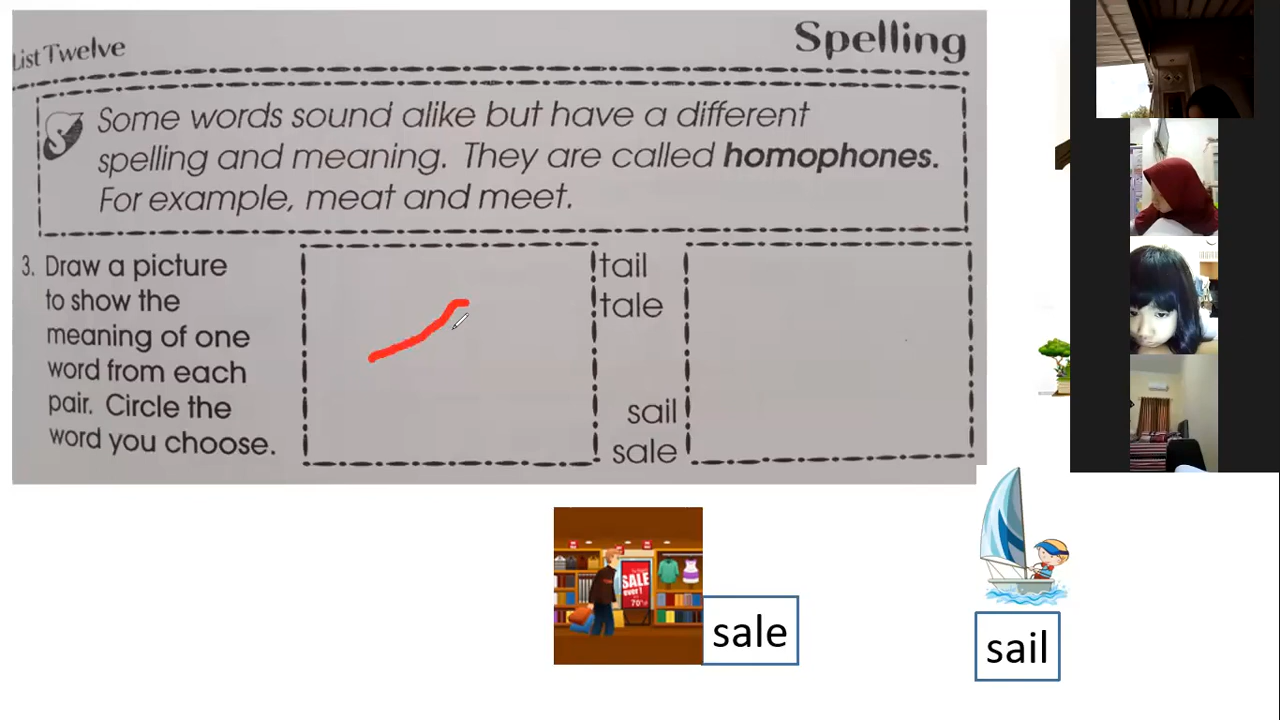 List Twelve
Spelling
Some words sound alike but have a different
spelling and meaning. They are called homophones.
For example, meat and meet.
3. Draw a picture
to show the
meaning of one
word from each
pair. Circle the
word you choose.
tail
tale
sail
sale
SALE
70%
sale
sail